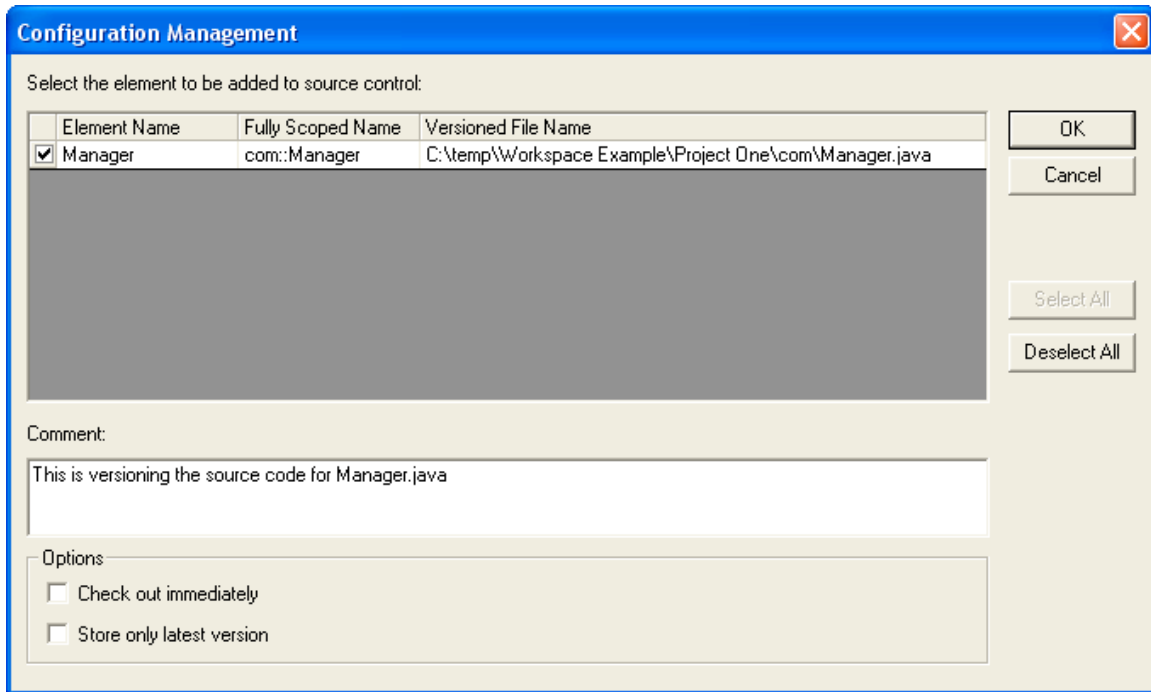 Configuration Management
Select the element to be added to source control:
Element Name Fully Scoped Name Versioned File Name
Manager com::Manager C:\temp\Workspace Example\Project One\com\Manager.java
OK
Cancel
Select All
Deselect All
Comment:
This is versioning the source code for Manager.java
Options
Check out immediately
Store only latest version